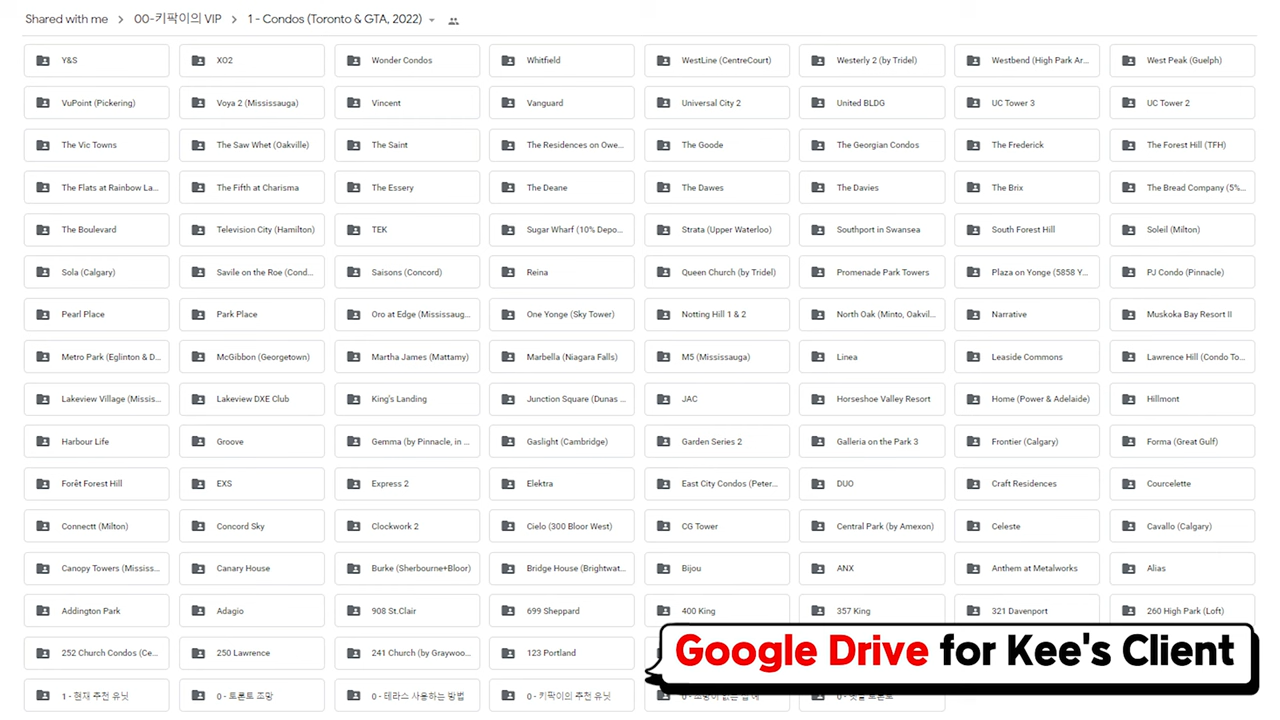 Shared with me > 00-키팍이의 VIP > 1 - Condos (Toronto & GTA, 2022)
Y&S XO2 Wonder Condos Whitfield WestLine (CentreCourt) Westerly 2 (by Tridel) Westbend (High Park Ar... West Peak (Guelph)
VuPoint (Pickering) Voya 2 (Mississauga) Vincent Vanguard Universal City 2 United BLDG UC Tower 3 UC Tower 2
The Vic Towns The Saw Whet (Oakville) The Saint The Residences on Owe... The Goode The Georgian Condos The Frederick The Forest Hill (TFH)
The Flats at Rainbow La... The Fifth at Charisma The Essery The Deane The Dawes The Davies The Brix The Bread Company (5%...
The Boulevard Television City (Hamilton) TEK Sugar Wharf (10% Depo... Strata (Upper Waterloo) Southport in Swansea South Forest Hill Soleil (Milton)
Sola (Calgary) Savile on the Roe (Cond... Saisons (Concord) Reina Queen Church (by Tridel) Promenade Park Towers Plaza on Yonge (5858 Y... PJ Condo (Pinnacle)
Pearl Place Park Place Oro at Edge (Mississaug... One Yonge (Sky Tower) Notting Hill 1 & 2 North Oak (Minto, Oakvil... Narrative Muskoka Bay Resort II
Metro Park (Eglinton & D... McGibbon (Georgetown) Martha James (Mattamy) Marbella (Niagara Falls) M5 (Mississauga) Linea Leaside Commons Lawrence Hill (Condo To...
Lakeview Village (Missis... Lakeview DXE Club King's Landing Junction Square (Dunas ... JAC Horseshoe Valley Resort Home (Power & Adelaide) Hillmont
Harbour Life Groove Gemma (by Pinnacle, in ... Gaslight (Cambridge) Garden Series 2 Galleria on the Park 3 Frontier (Calgary) Forma (Great Gulf)
Forêt Forest Hill EXS Express 2 Elektra East City Condos (Peter... DUO Craft Residences Courcelette
Connectt (Milton) Concord Sky Clockwork 2 Cielo (300 Bloor West) CG Tower Central Park (by Amexon) Celeste Cavallo (Calgary)
Canopy Towers (Missis... Canary House Burke (Sherbourne+Bloor) Bridge House (Brightwat... Bijou ANX Anthem at Metalworks Alias
Addington Park Adagio 908 St.Clair 699 Sheppard 400 King 357 King 321 Davenport 260 High Park (Loft)
252 Church Condos (Ce... 250 Lawrence 241 Church (by Graywoo... 123 Portland
Google Drive for Kee's Client
1 - 현재 추천 유닛 0 - 토론토 조망 0 - 테라스 사용하는 방법 0 - 키팍이의 추천 유닛